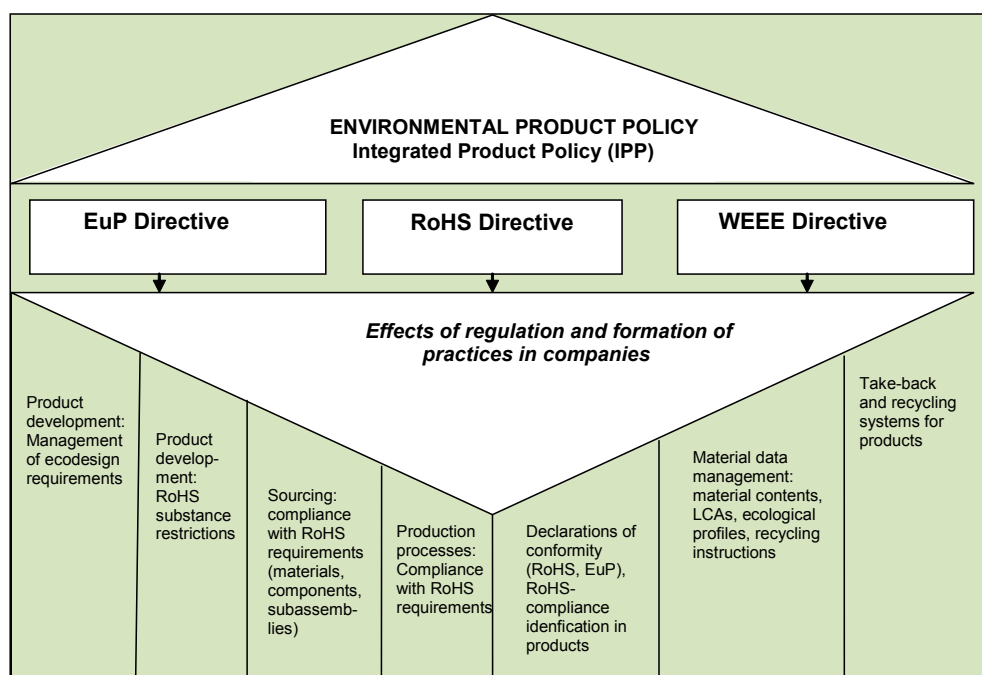 ENVIRONMENTAL PRODUCT POLICY
Integrated Product Policy (IPP)
EuP Directive
RoHS Directive
WEEE Directive
Effects of regulation and formation of
practices in companies
Product
development:
Management
of ecodesign
requirements
Product
develop-
ment:
RoHS
substance
restrictions
Sourcing:
compliance
with RoHS
requirements
(materials,
components,
subassemb-
lies)
Production
processes:
Compliance
with RoHS
requirements
Declarations of
conformity
(RoHS, EuP),
RoHS-
compliance
idenfication in
products
Material data
management:
material contents,
LCAs, ecological
profiles, recycling
instructions
Take-back
and recycling
systems for
products